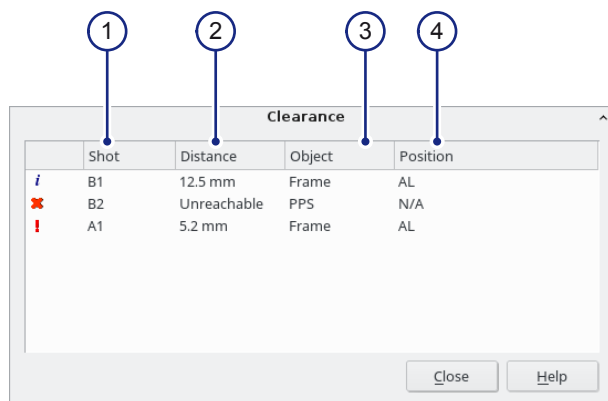 1 2 3 4
Clearance
Shot Distance Object Position
i B1 12.5 mm Frame AL
B2 Unreachable PPS N/A
! A1 5.2 mm Frame AL
Close Help